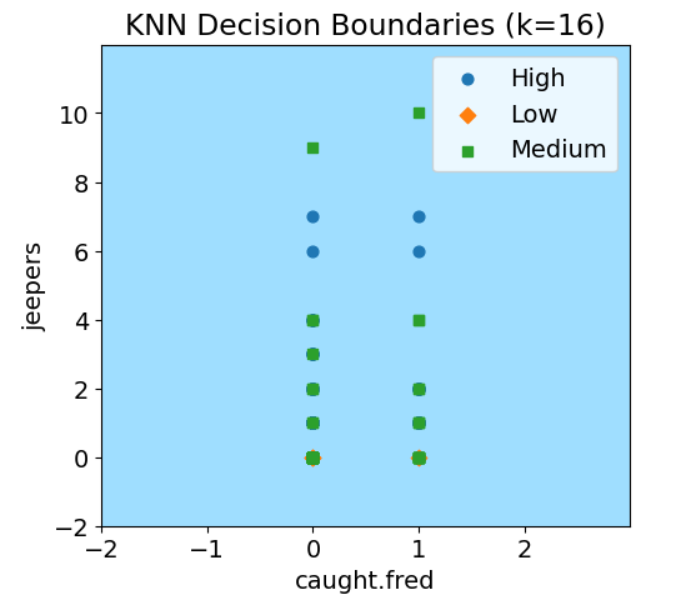 KNN Decision Boundaries (k=16)
High
Low
Medium
10
8
6
4
2
0
−2
−2
−1
0
1
2
jeepers
caught.fred